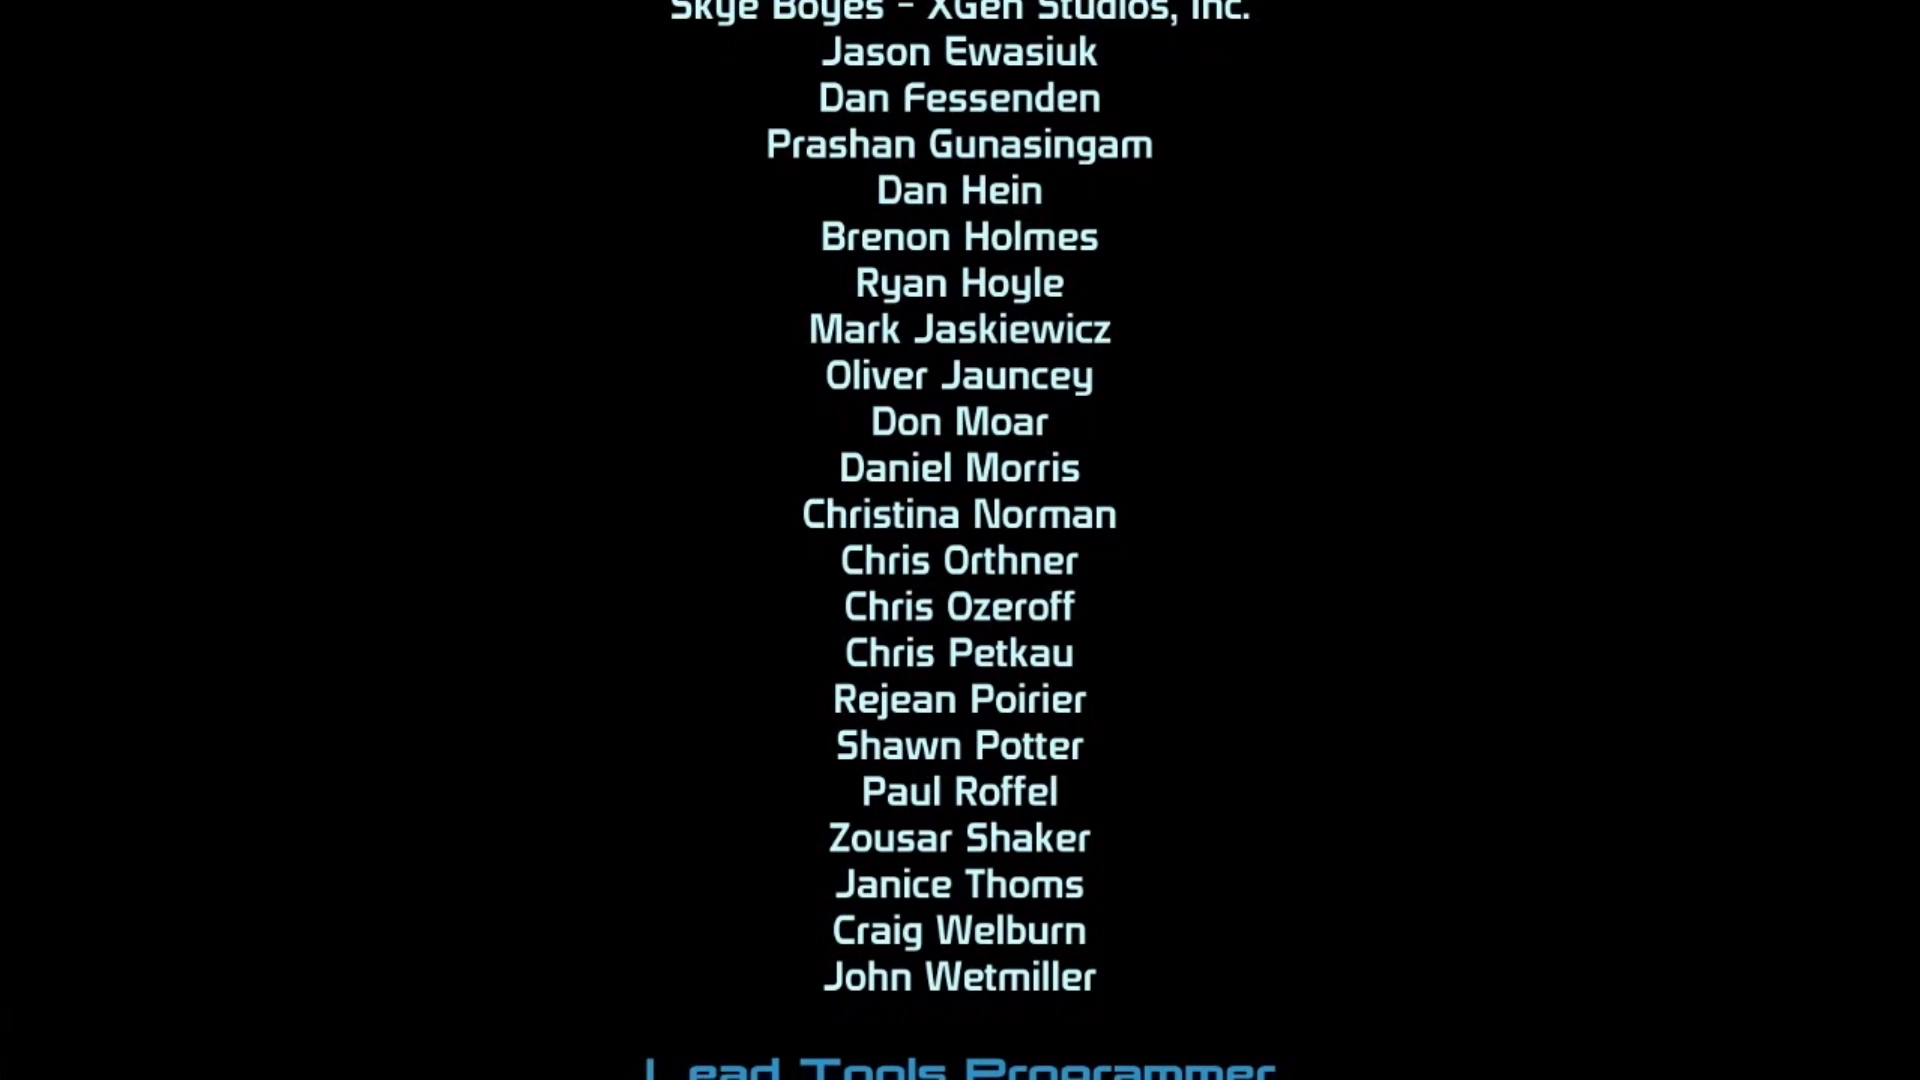 Skye Boyes - XGen Studios, Inc.
Jason Ewasiuk
Dan Fessenden
Prashan Gunasingam
Dan Hein
Brenon Holmes
Ryan Hoyle
Mark Jaskiewicz
Oliver Jauncey
Don Moar
Daniel Morris
Christina Norman
Chris Orthner
Chris Ozeroff
Chris Petkau
Rejean Poirier
Shawn Potter
Paul Roffel
Zousar Shaker
Janice Thoms
Craig Welburn
John Wetmiller
Lead Tools Programmer